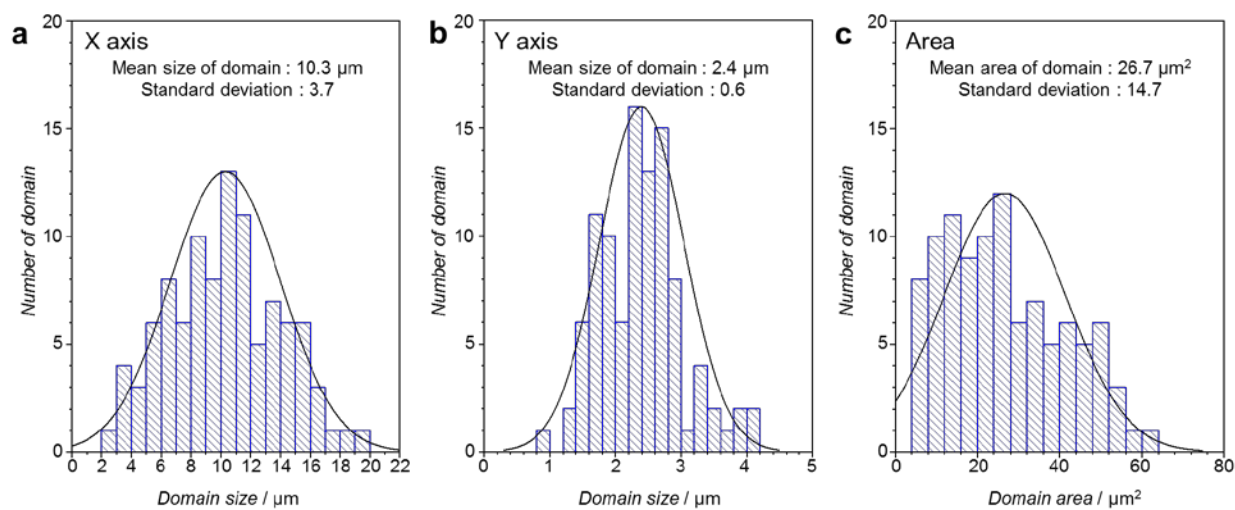 a
X axis
Mean size of domain : 10.3 µm
Standard deviation : 3.7
Number of domain
20
15
10
5
0
0 2 4 6 8 10 12 14 16 18 20 22
Domain size / µm
b
Y axis
Mean size of domain : 2.4 µm
Standard deviation : 0.6
Number of domain
20
15
10
5
0
0 1 2 3 4 5
Domain size / µm
c
Area
Mean area of domain : 26.7 µm²
Standard deviation : 14.7
Number of domain
20
15
10
5
0
0 20 40 60 80
Domain area / µm²